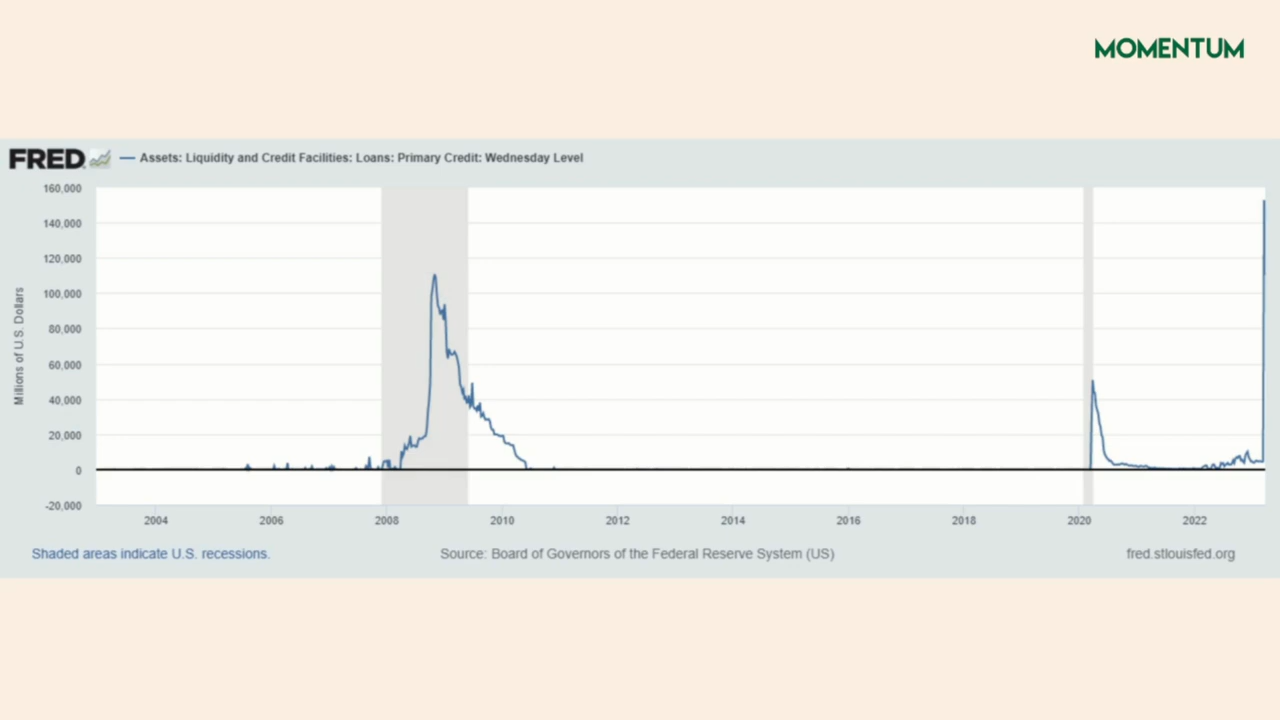 MOMENTUM
FRED
Assets: Liquidity and Credit Facilities: Loans: Primary Credit: Wednesday Level
Millions of U.S. Dollars
160,000
140,000
120,000
100,000
80,000
60,000
40,000
20,000
0
-20,000
2004 2006 2008 2010 2012 2014 2016 2018 2020 2022
Shaded areas indicate U.S. recessions. Source: Board of Governors of the Federal Reserve System (US) fred.stlouisfed.org